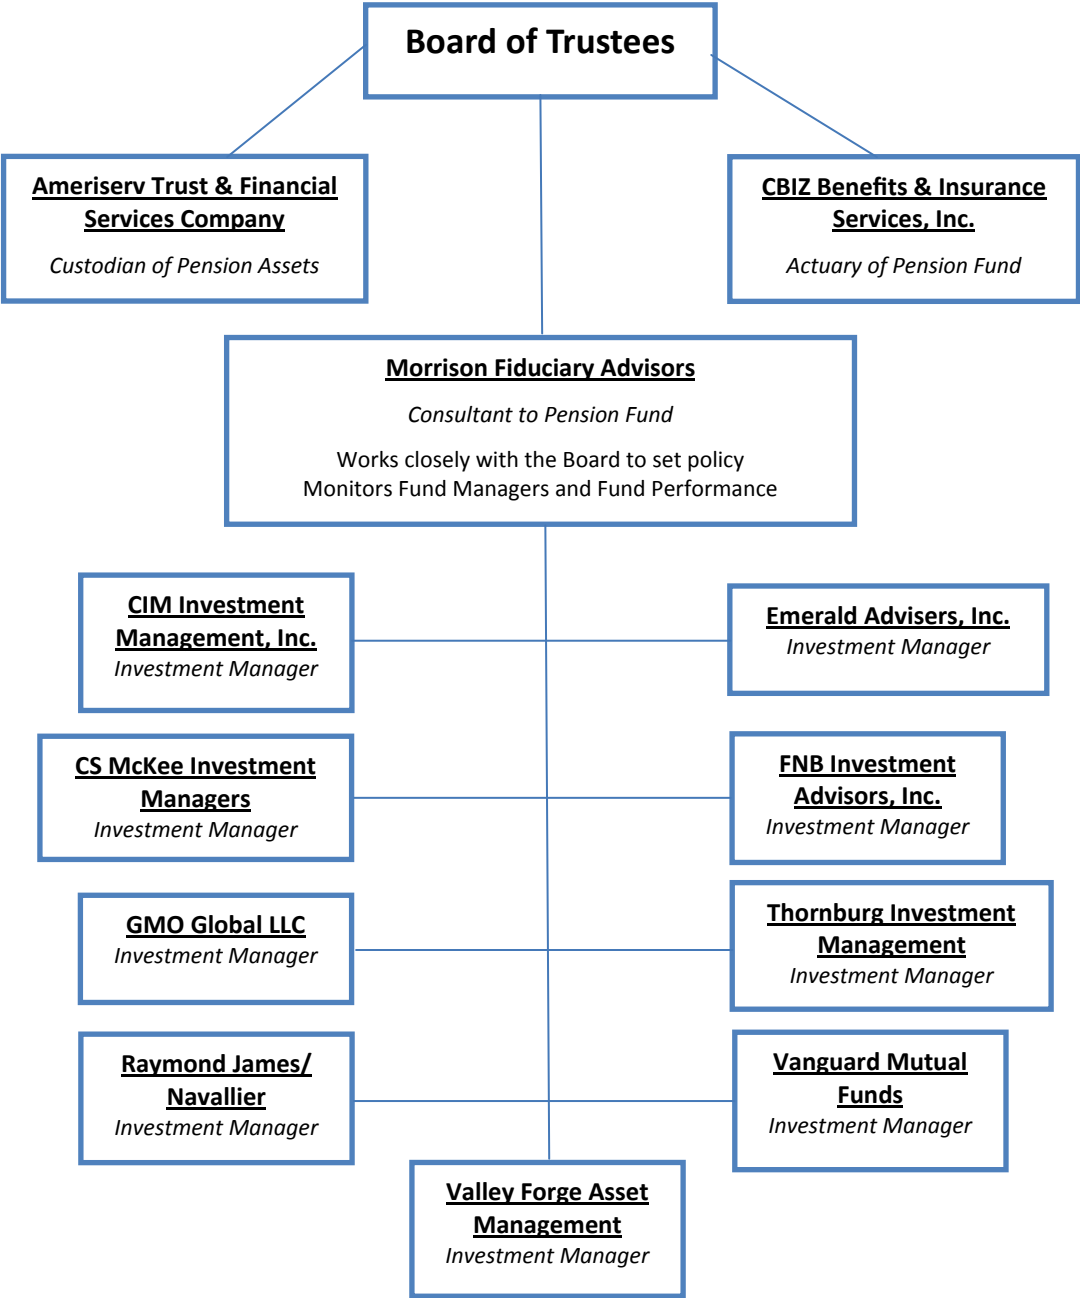 Board of Trustees
Ameriserv Trust & Financial
Services Company
Custodian of Pension Assets
CBIZ Benefits & Insurance
Services, Inc.
Actuary of Pension Fund
Morrison Fiduciary Advisors
Consultant to Pension Fund
Works closely with the Board to set policy
Monitors Fund Managers and Fund Performance
CIM Investment
Management, Inc.
Investment Manager
Emerald Advisers, Inc.
Investment Manager
CS McKee Investment
Managers
Investment Manager
FNB Investment
Advisors, Inc.
Investment Manager
GMO Global LLC
Investment Manager
Thornburg Investment
Management
Investment Manager
Raymond James/
Navallier
Investment Manager
Vanguard Mutual
Funds
Investment Manager
Valley Forge Asset
Management
Investment Manager